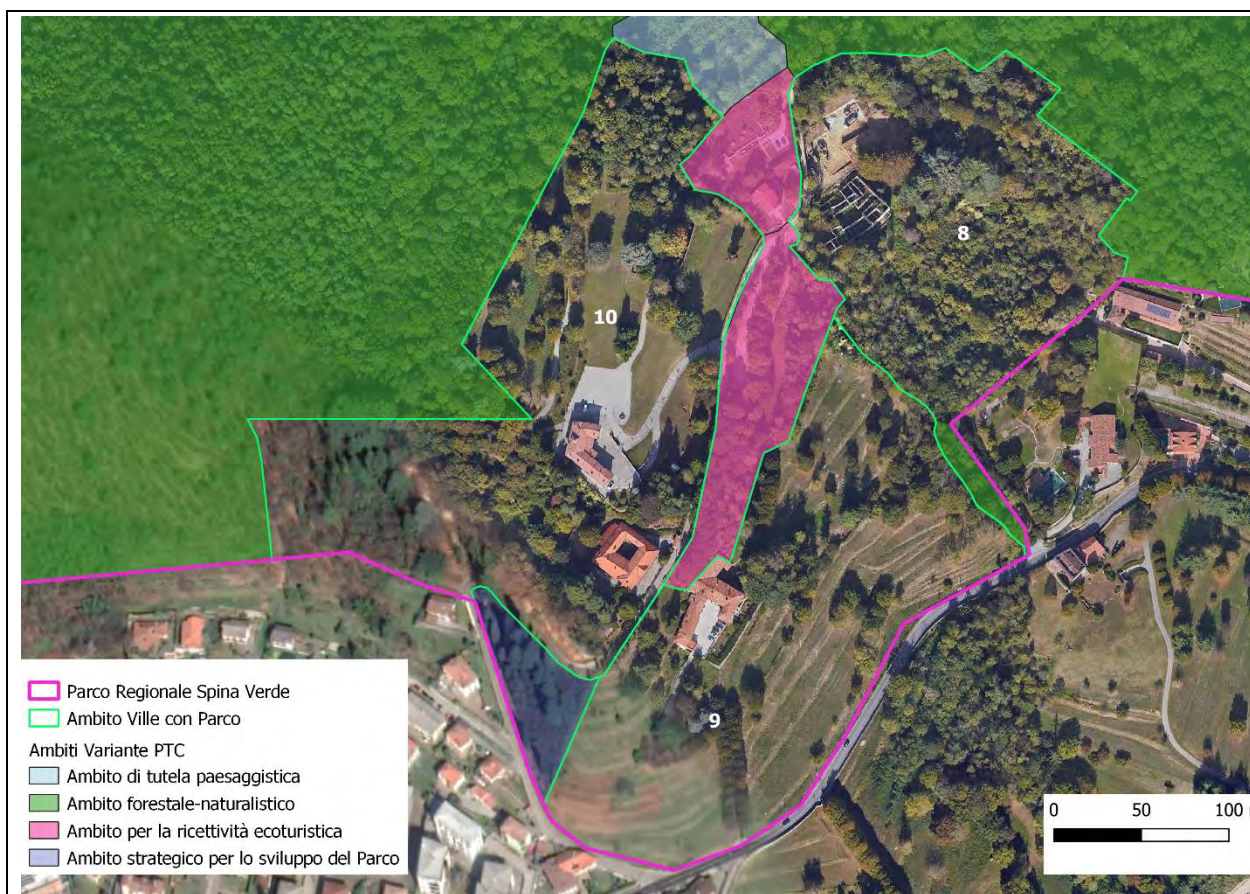 8
10
9
Parco Regionale Spina Verde
Ambito Ville con Parco
Ambiti Variante PTC
Ambito di tutela paesaggistica
Ambito forestale-naturalistico
Ambito per la ricettività ecoturistica
Ambito strategico per lo sviluppo del Parco
0 50 100